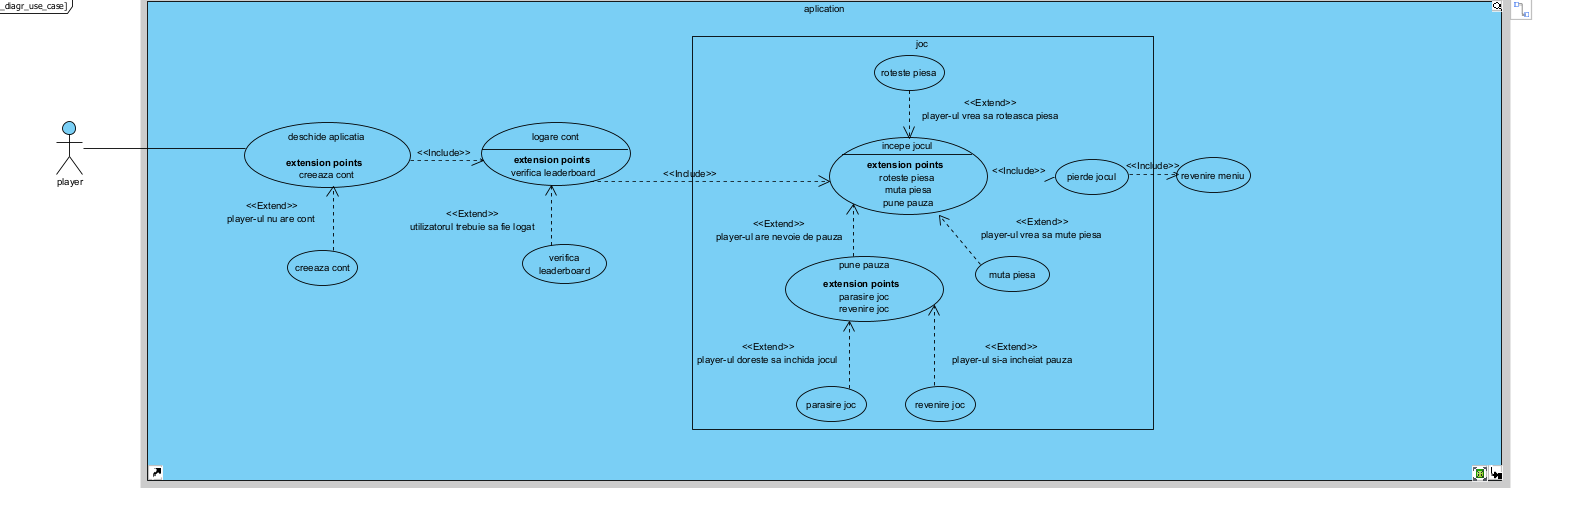 _diagr_use_case]
aplication
joc
roteste piesa
<<Extend>>
player-ul vrea sa roteasca piesa
player
deschide aplicatia
extension points
creeaza cont
<<Include>>
logare cont
extension points
verifica leaderboard
<<Include>>
incepe jocul
extension points
roteste piesa
muta piesa
pune pauza
<<Include>>
pierde jocul
<<Include>>
revenire meniu
<<Extend>>
player-ul nu are cont
<<Extend>>
utilizatorul trebuie sa fie logat
<<Extend>>
player-ul are nevoie de pauza
<<Extend>>
player-ul vrea sa mute piesa
creeaza cont
verifica
leaderboard
pune pauza
extension points
parasire joc
revenire joc
muta piesa
<<Extend>>
player-ul doreste sa inchida jocul
<<Extend>>
player-ul si-a incheiat pauza
parasire joc
revenire joc